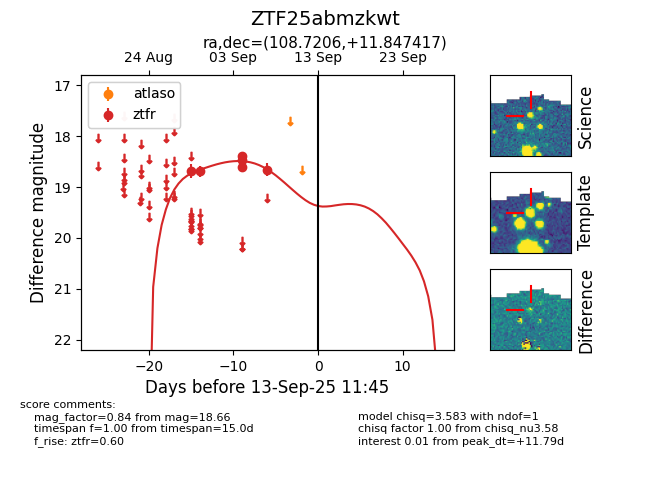 ZTF25abmzkwt
ra,dec=(108.7206,+11.847417)
24 Aug 03 Sep 13 Sep 23 Sep
17
18
19
20
21
22
Difference magnitude
atlaso
ztfr
−20 −10 0 10
Days before 13-Sep-25 11:45
Science
Template
Difference
score comments:
mag_factor=0.84 from mag=18.66
timespan f=1.00 from timespan=15.0d
f_rise: ztfr=0.60
model chisq=3.583 with ndof=1
chisq factor 1.00 from chisq_nu3.58
interest 0.01 from peak_dt=+11.79d